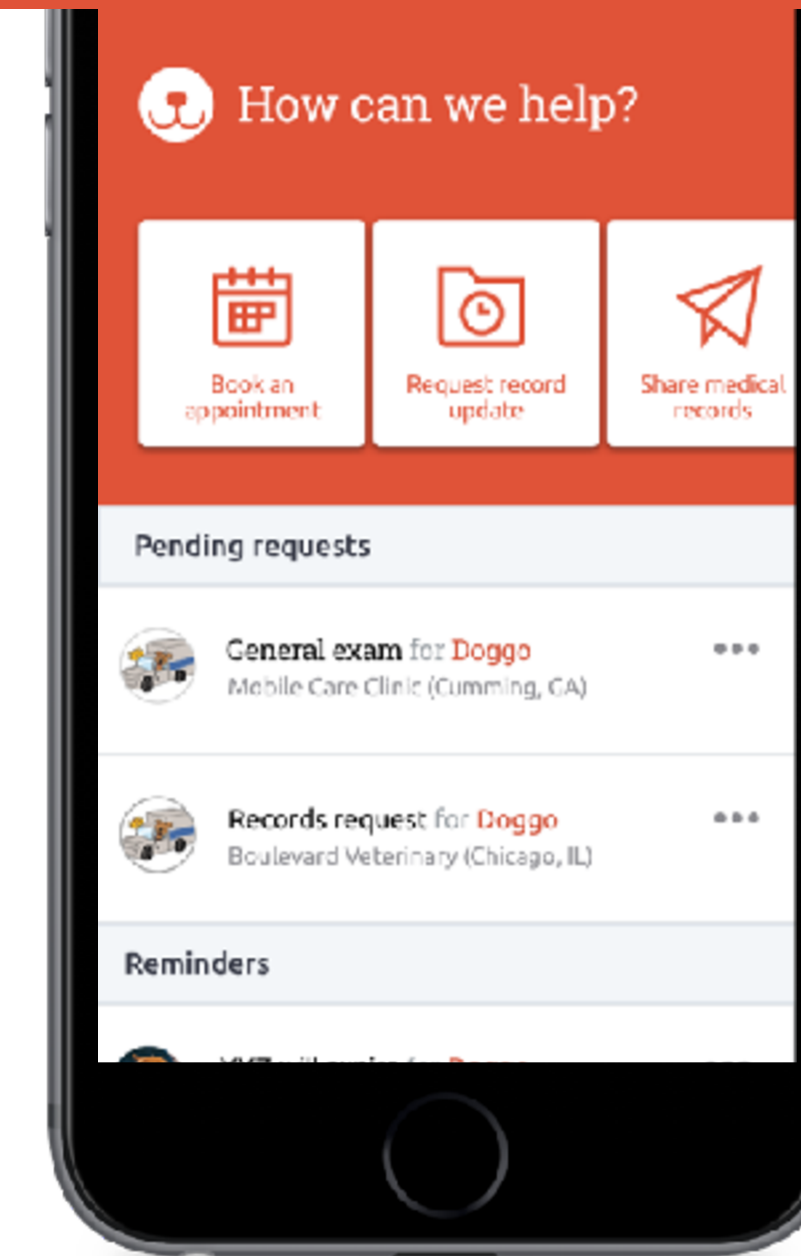 How can we help?
Book an
appointment
Request record
update
Share medical
records
Pending requests
General exam for Doggo
Mobile Care Clinic (Cumming, GA)
Records request for Doggo
Boulevard Veterinary (Chicago, IL)
Reminders